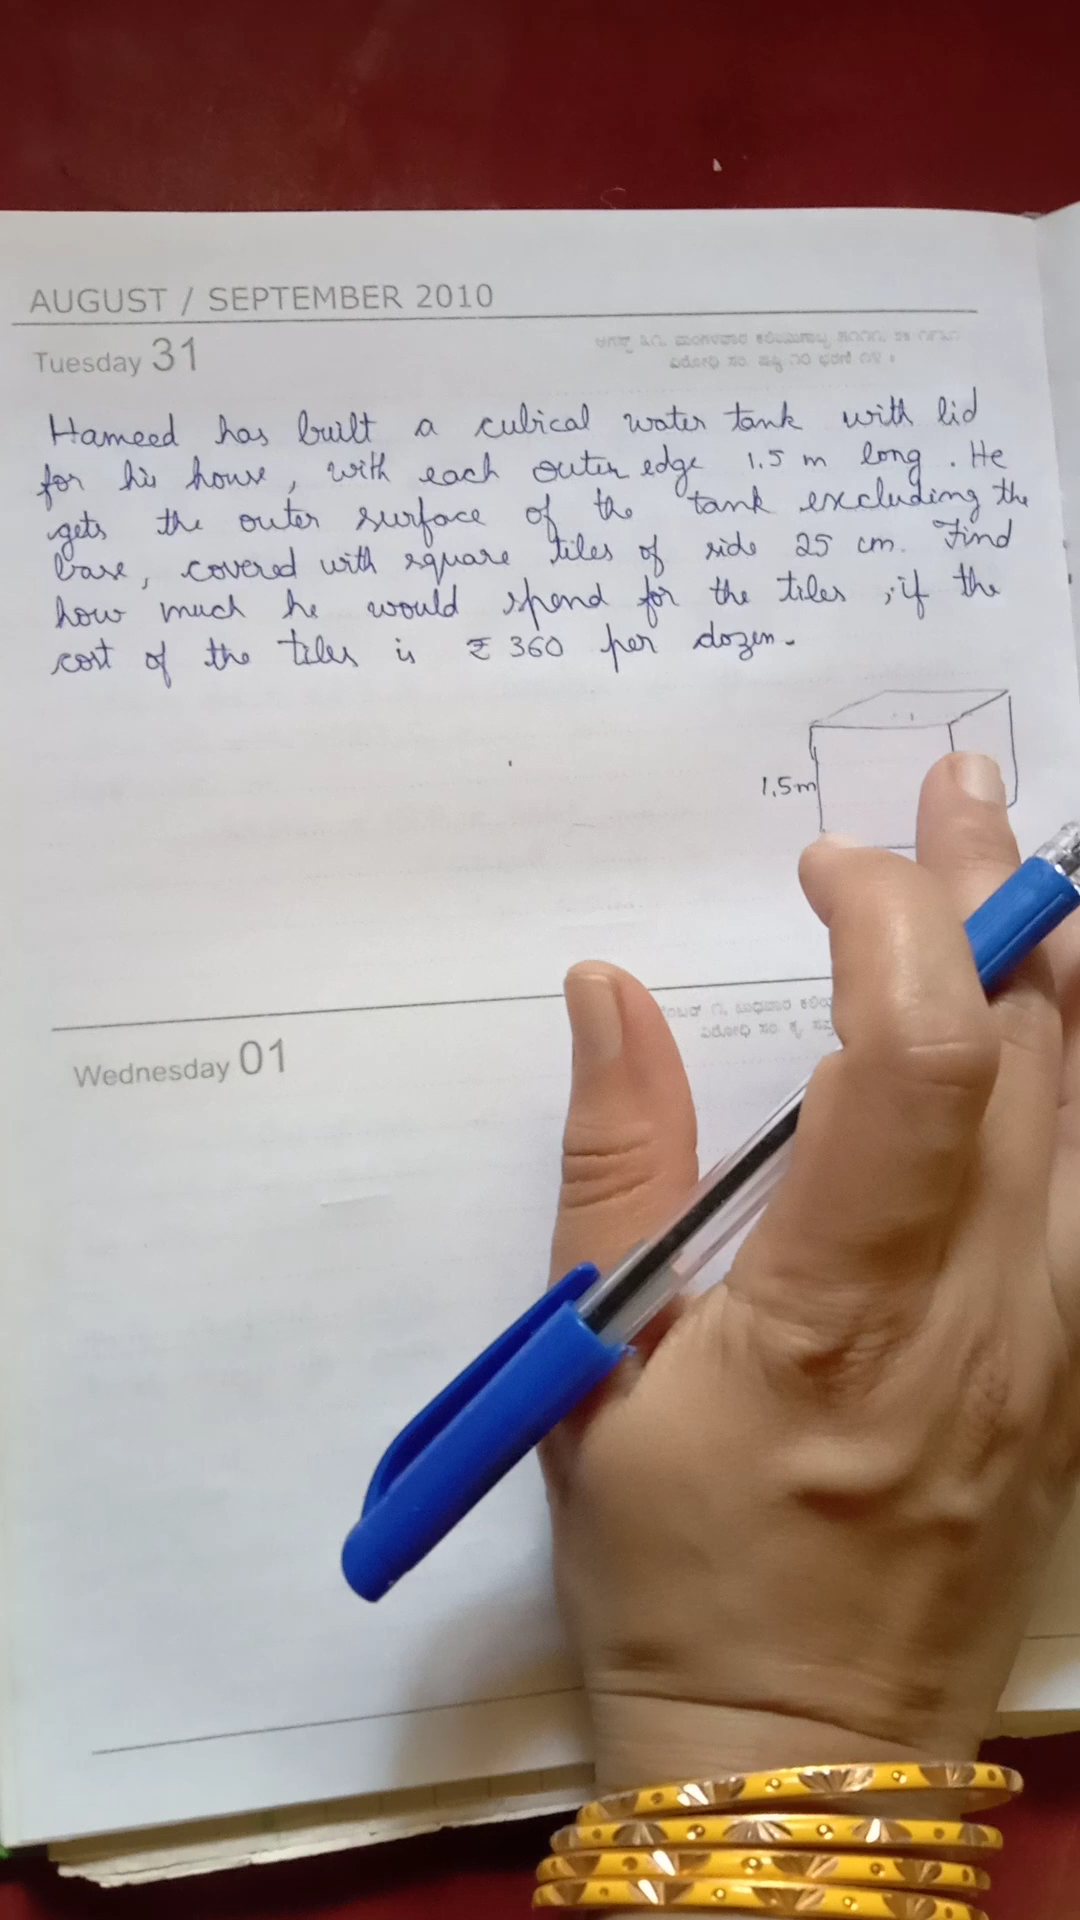 AUGUST / SEPTEMBER 2010
Tuesday 31
Hameed has built a cubical water tank with lid
for his house, with each outer edge 1.5 m long. He
gets the outer surface of the tank excluding the
base, covered with square tiles of side 25 cm. Find
how much he would spend for the tiles, if the
cost of the tiles is ₹ 360 per dozen.
1.5m
Wednesday 01